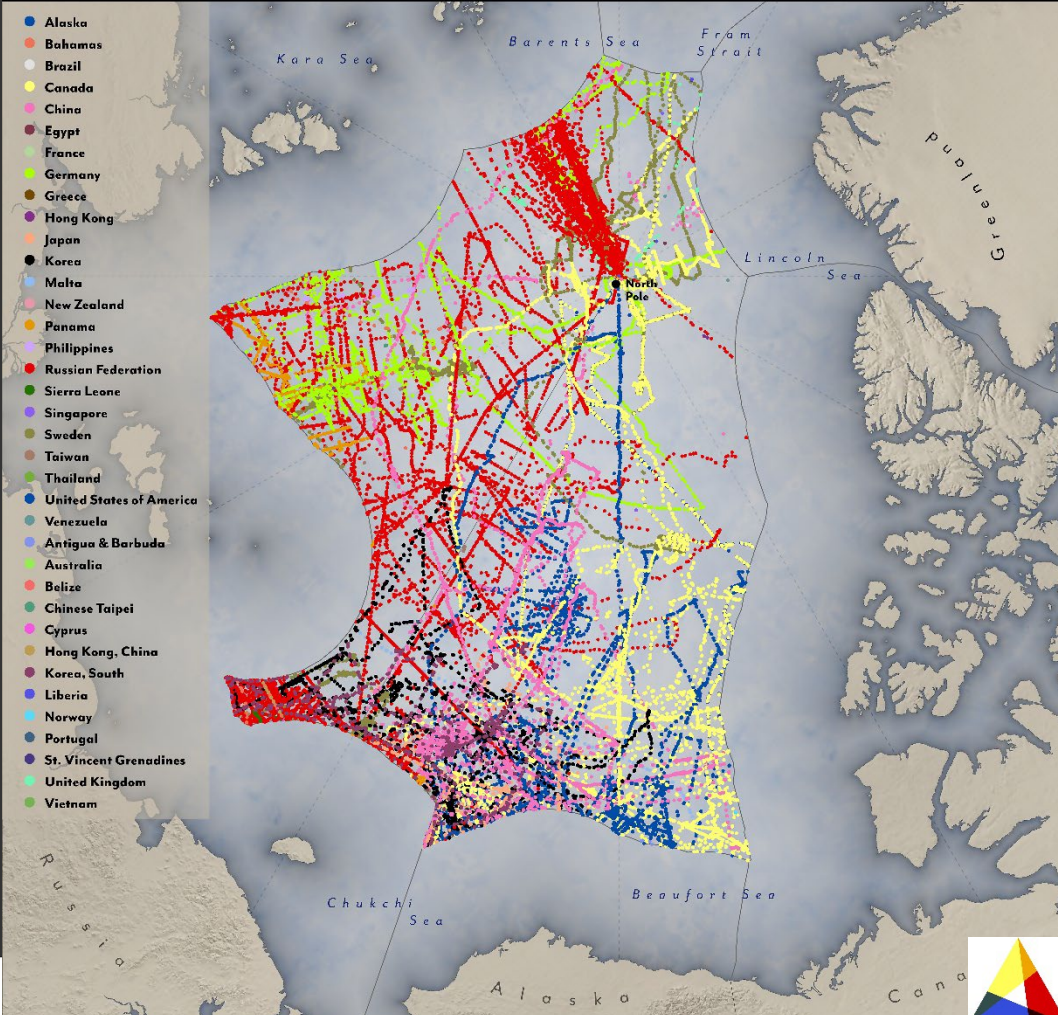 Alaska
Bahamas
Brazil
Canada
China
Egypt
France
Germany
Greece
Hong Kong
Japan
Korea
Malta
New Zealand
Panama
Philippines
Russian Federation
Sierra Leone
Singapore
Sweden
Taiwan
Thailand
United States of America
Venezuela
Antigua & Barbuda
Australia
Belize
Chinese Taipei
Cyprus
Hong Kong, China
Korea, South
Liberia
Norway
Portugal
St. Vincent Grenadines
United Kingdom
Vietnam
Kara Sea
Barents Sea
Fram
Strait
Greenland
Lincoln
Sea
North
Pole
Russia
Chukchi
Sea
Beaufort Sea
Alaska
Cana